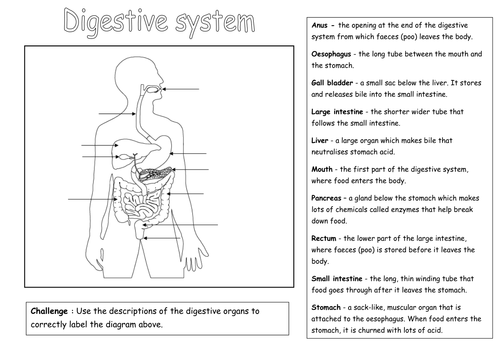 Digestive system
Anus - the opening at the end of the digestive
system from which faeces (poo) leaves the body.
Oesophagus - the long tube between the mouth and
the stomach.
Gall bladder - a small sac below the liver. It stores
and releases bile into the small intestine.
Large intestine - the shorter wider tube that
follows the small intestine.
Liver - a large organ which makes bile that
neutralises stomach acid.
Mouth - the first part of the digestive system,
where food enters the body.
Pancreas – a gland below the stomach which makes
lots of chemicals called enzymes that help break
down food.
Rectum - the lower part of the large intestine,
where faeces (poo) is stored before it leaves the
body.
Small intestine - the long, thin winding tube that
food goes through after it leaves the stomach.
Stomach - a sack-like, muscular organ that is
attached to the oesophagus. When food enters the
stomach, it is churned with lots of acid.
Challenge : Use the descriptions of the digestive organs to
correctly label the diagram above.